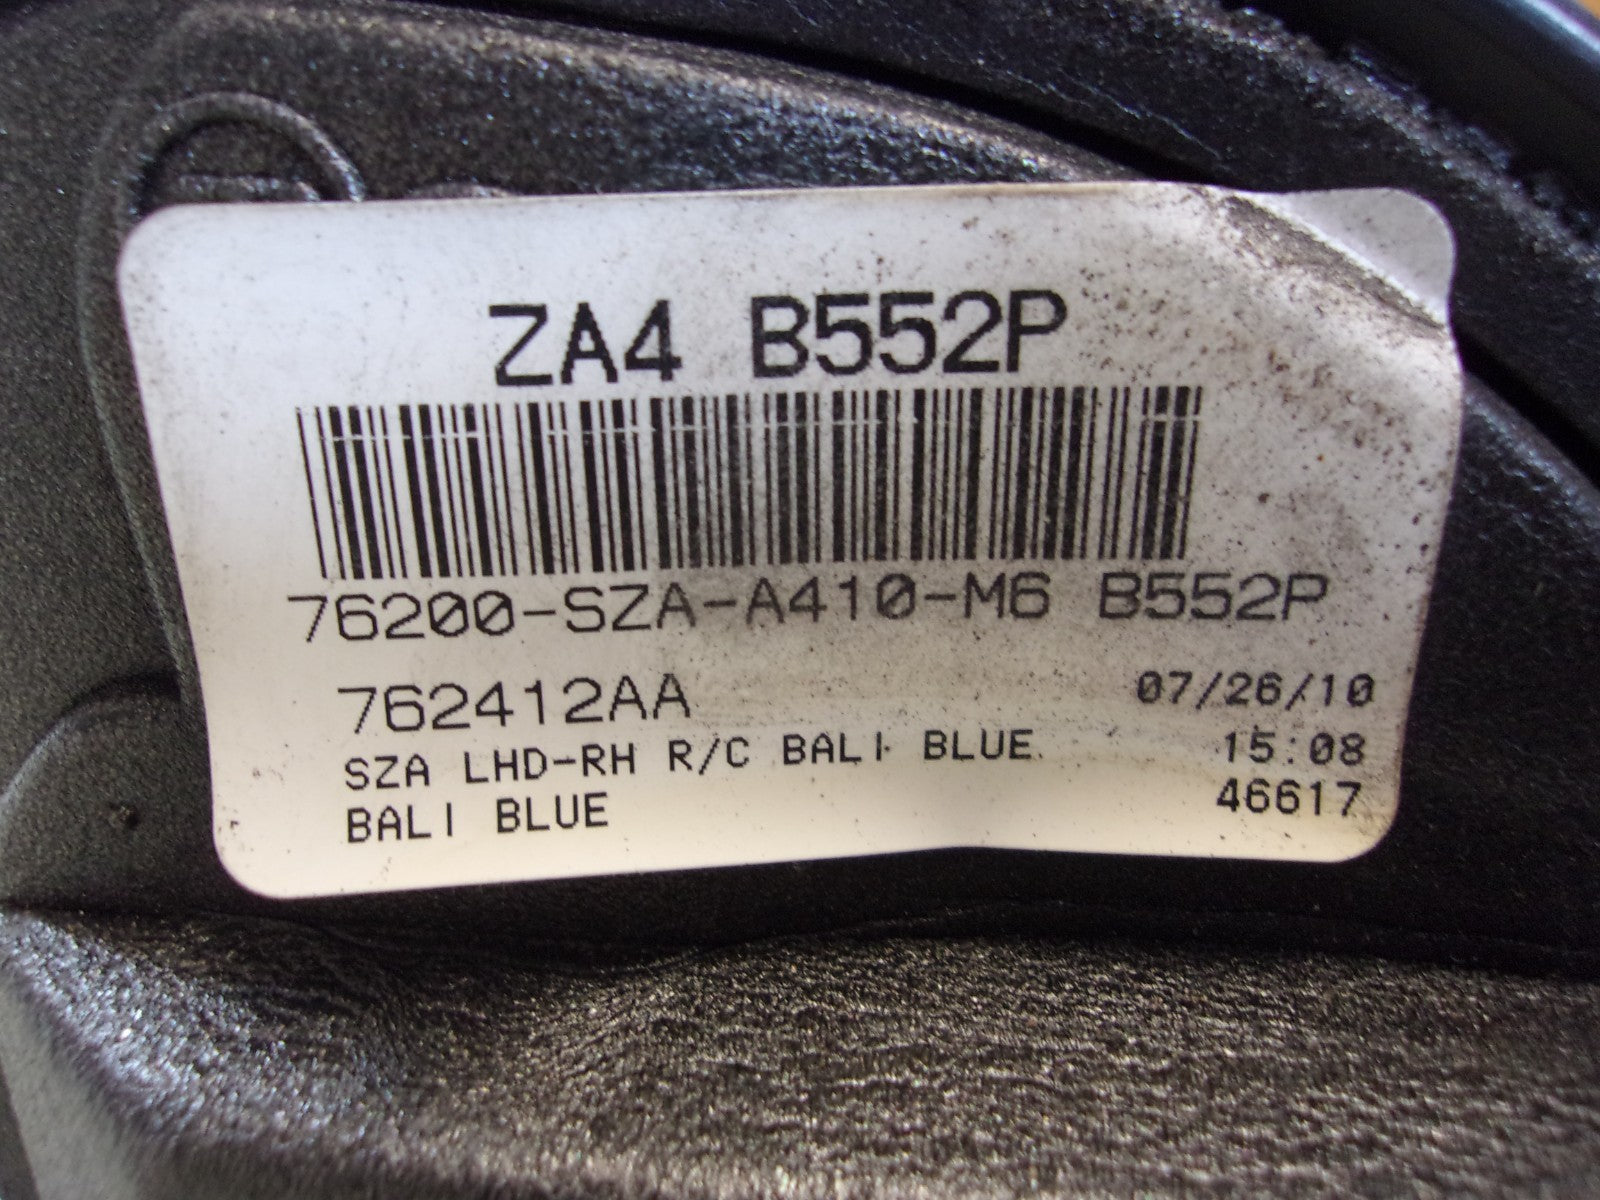 ZA4 B552P
76200-SZA-A410-M6 B552P
762412AA 07/26/10
SZA LHD-RH R/C BALI BLUE 15:08
BALI BLUE 46617